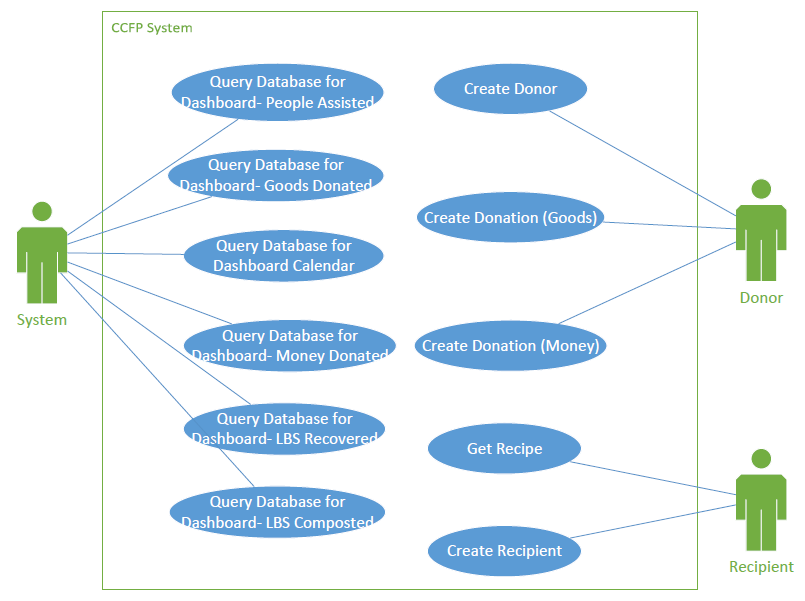 CCFP System
Query Database for
Dashboard- People Assisted
Create Donor
Query Database for
Dashboard- Goods Donated
Create Donation (Goods)
Query Database for
Dashboard Calendar
System
Donor
Query Database for
Dashboard- Money Donated
Create Donation (Money)
Query Database for
Dashboard- LBS Recovered
Get Recipe
Query Database for
Dashboard- LBS Composted
Create Recipient
Recipient